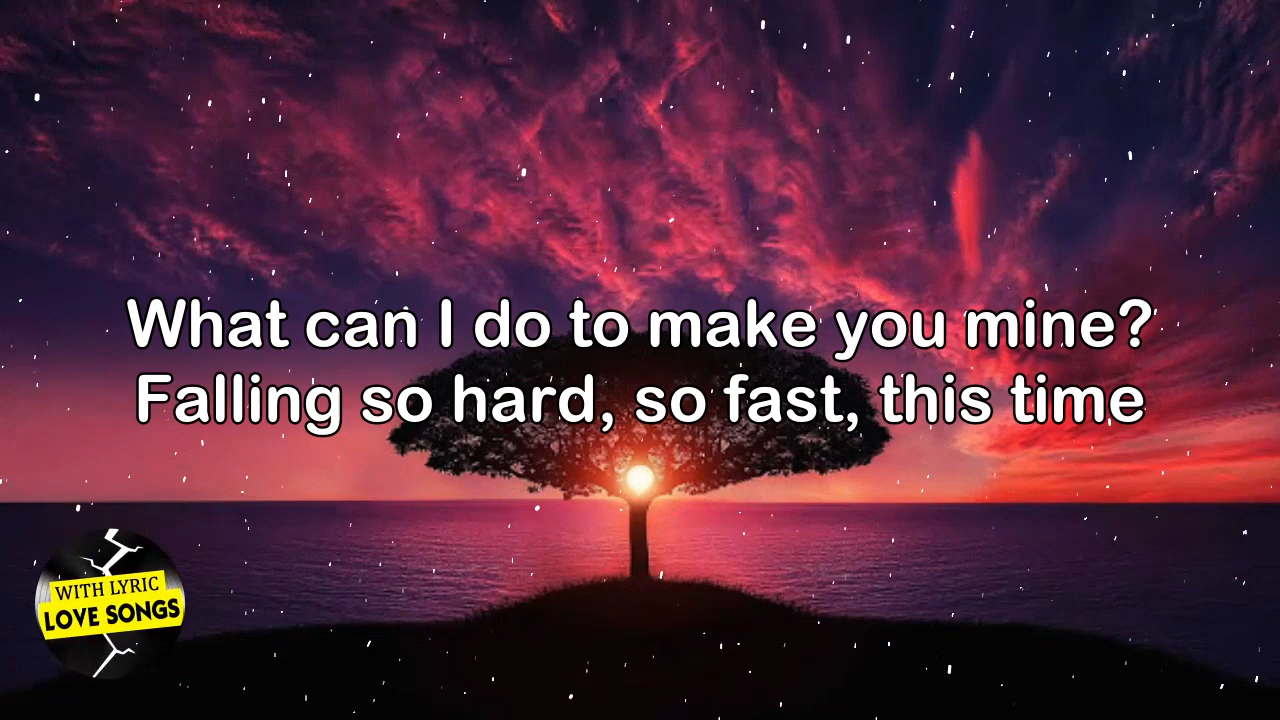 What can I do to make you mine?
Falling so hard, so fast, this time
WITH LYRIC
LOVE SONGS